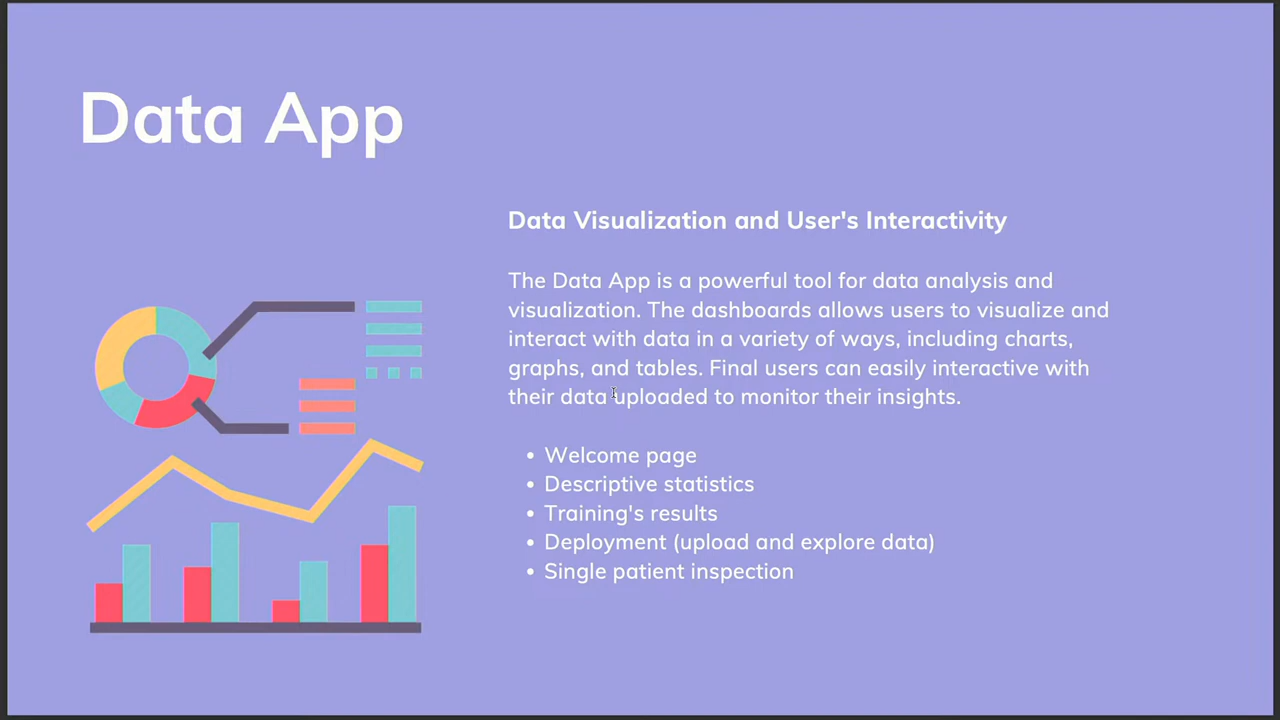 Data App
Data Visualization and User's Interactivity
The Data App is a powerful tool for data analysis and
visualization. The dashboards allows users to visualize and
interact with data in a variety of ways, including charts,
graphs, and tables. Final users can easily interactive with
their data uploaded to monitor their insights.
• Welcome page
• Descriptive statistics
• Training's results
• Deployment (upload and explore data)
• Single patient inspection